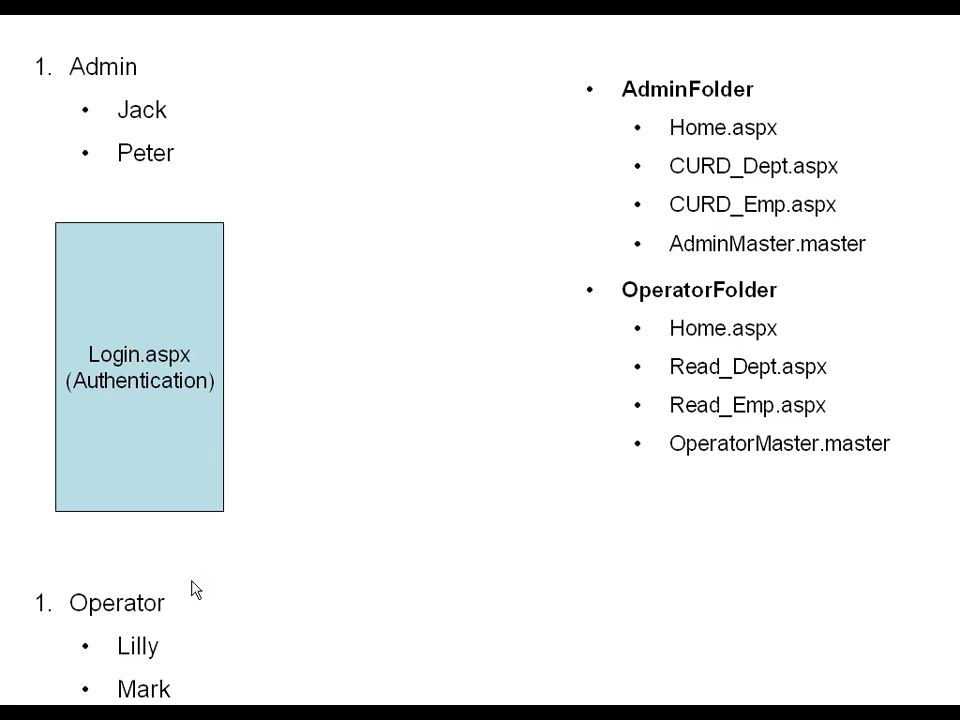 1. Admin
• Jack
• Peter
Login.aspx
(Authentication)
1. Operator
• Lilly
• Mark
• AdminFolder
• Home.aspx
• CURD_Dept.aspx
• CURD_Emp.aspx
• AdminMaster.master
• OperatorFolder
• Home.aspx
• Read_Dept.aspx
• Read_Emp.aspx
• OperatorMaster.master